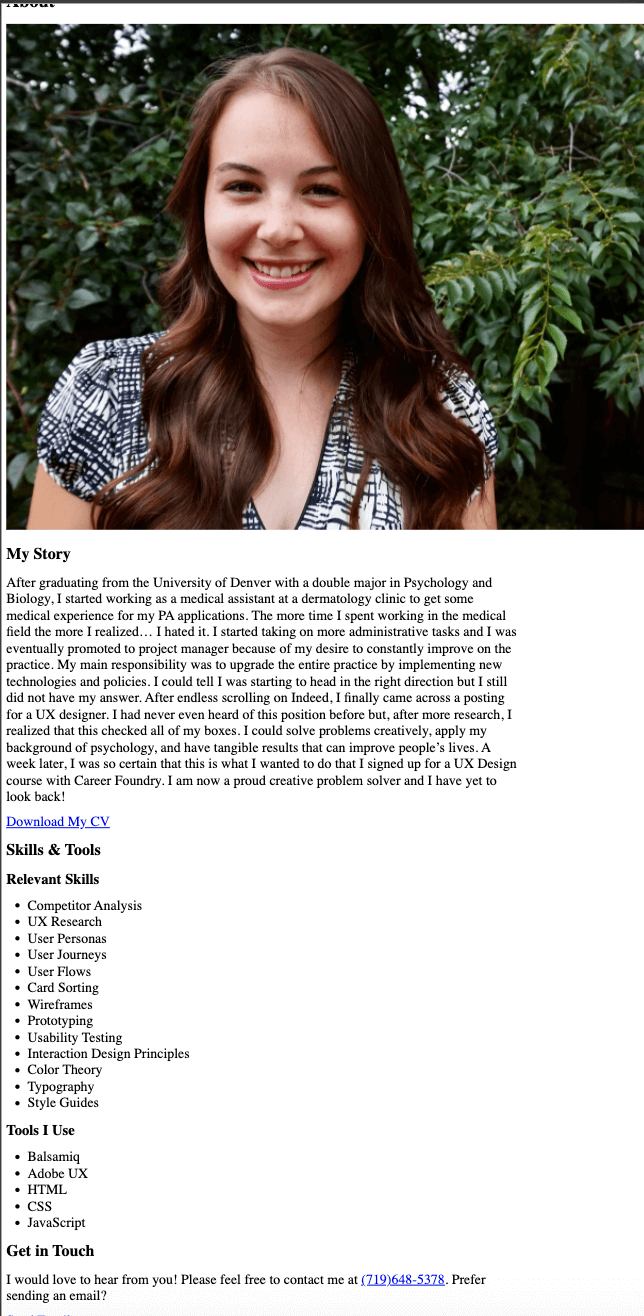 About
My Story
After graduating from the University of Denver with a double major in Psychology and
Biology, I started working as a medical assistant at a dermatology clinic to get some
medical experience for my PA applications. The more time I spent working in the medical
field the more I realized… I hated it. I started taking on more administrative tasks and I was
eventually promoted to project manager because of my desire to constantly improve on the
practice. My main responsibility was to upgrade the entire practice by implementing new
technologies and policies. I could tell I was starting to head in the right direction but I still
did not have my answer. After endless scrolling on Indeed, I finally came across a posting
for a UX designer. I had never even heard of this position before but, after more research, I
realized that this checked all of my boxes. I could solve problems creatively, apply my
background of psychology, and have tangible results that can improve people’s lives. A
week later, I was so certain that this is what I wanted to do that I signed up for a UX Design
course with Career Foundry. I am now a proud creative problem solver and I have yet to
look back!
Download My CV
Skills & Tools
Relevant Skills
• Competitor Analysis
• UX Research
• User Personas
• User Journeys
• User Flows
• Card Sorting
• Wireframes
• Prototyping
• Usability Testing
• Interaction Design Principles
• Color Theory
• Typography
• Style Guides
Tools I Use
• Balsamiq
• Adobe UX
• HTML
• CSS
• JavaScript
Get in Touch
I would love to hear from you! Please feel free to contact me at (719)648-5378. Prefer
sending an email?